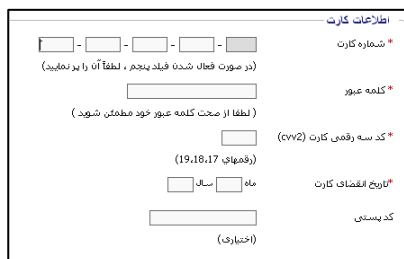 اطلاعات کارت
* شماره کارت - - - -
(در صورت فعال شدن فیلد پنجم ، لطفاً آن را پر نمایید)
* کلمه عبور
( لطفا از صحت کلمه عبور خود مطمئن شوید )
* کد سه رقمی کارت (cvv2)
(رقمهاي 19،18،17)
*تاریخ انقضای کارت ماه سال
کد پستی
(اختیاری)